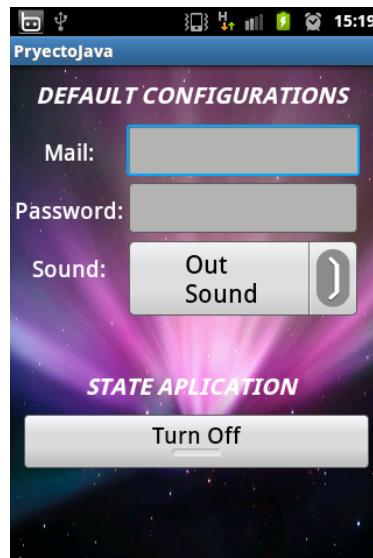 H
15:19
PryectoJava
DEFAULT CONFIGURATIONS
Mail:
Password:
Sound:
Out
Sound
STATE APLICATION
Turn Off